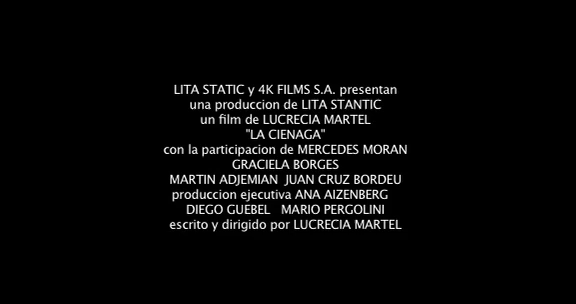 LITA STATIC y 4K FILMS S.A. presentan
una produccion de LITA STANTIC
un film de LUCRECIA MARTEL
"LA CIENAGA"
con la participacion de MERCEDES MORAN
GRACIELA BORGES
MARTIN ADJEMIAN  JUAN CRUZ BORDEU
produccion ejecutiva ANA AIZENBERG
DIEGO GUEBEL   MARIO PERGOLINI
escrito y dirigido por LUCRECIA MARTEL